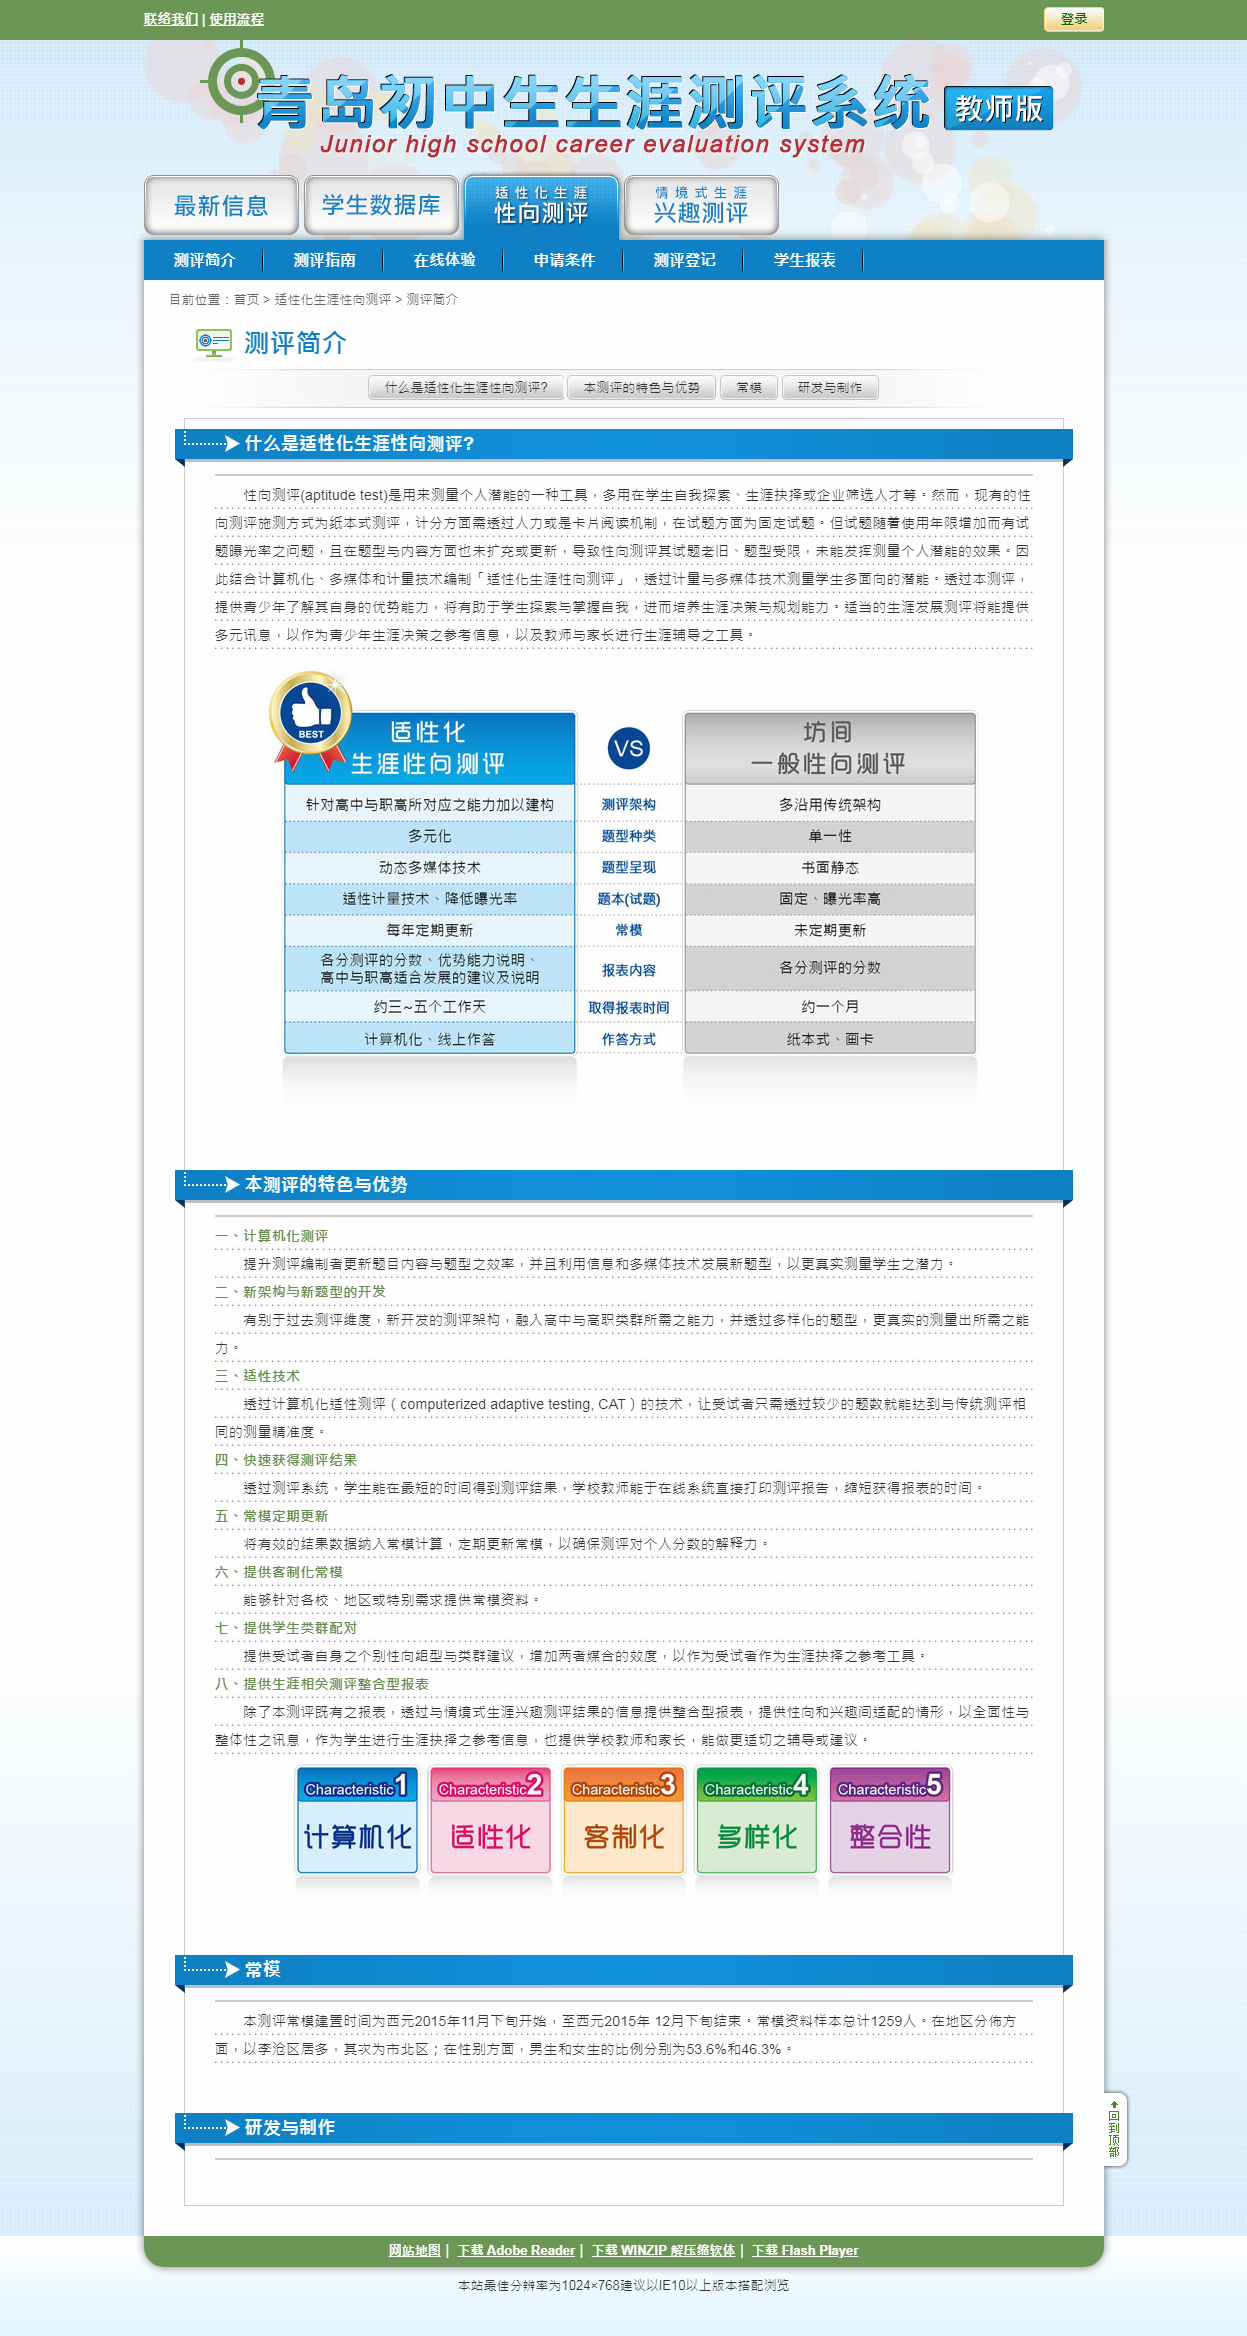 联络我们 | 使用流程
登录
青岛初中生生涯测评系统 教师版
Junior high school career evaluation system
最新信息
学生数据库
适性化生涯
性向测评
情境式生涯
兴趣测评
测评简介 测评指南 在线体验 申请条件 测评登记 学生报表
目前位置：首页 > 适性化生涯性向测评 > 测评简介
测评简介
什么是适性化生涯性向测评? 本测评的特色与优势 常模 研发与制作
什么是适性化生涯性向测评?
性向测评(aptitude test)是用来测量个人潜能的一种工具，多用在学生自我探索、生涯抉择或企业筛选人才等。然而，现有的性
向测评施测方式为纸本式测评，计分方面需透过人力或是卡片阅读机制，在试题方面为固定试题。但试题随着使用年限增加而有试
题曝光率之问题，且在题型与内容方面也未扩充或更新，导致性向测评其试题老旧、题型受限，未能发挥测量个人潜能的效果。因
此结合计算机化、多媒体和计量技术编制「适性化生涯性向测评」，透过计量与多媒体技术测量学生多面向的潜能。透过本测评，
提供青少年了解其自身的优势能力，将有助于学生探索与掌握自我，进而培养生涯决策与规划能力。适当的生涯发展测评将能提供
多元讯息，以作为青少年生涯决策之参考信息，以及教师与家长进行生涯辅导之工具。
BEST
适性化
生涯性向测评
VS
坊间
一般性向测评
针对高中与职高所对应之能力加以建构 测评架构 多沿用传统架构
多元化 题型种类 单一性
动态多媒体技术 题型呈现 书面静态
适性计量技术、降低曝光率 题本(试题) 固定、曝光率高
每年定期更新 常模 未定期更新
各分测评的分数、优势能力说明、
高中与职高适合发展的建议及说明
报表内容 各分测评的分数
约三~五个工作天 取得报表时间 约一个月
计算机化、线上作答 作答方式 纸本式、画卡
本测评的特色与优势
一、计算机化测评
提升测评编制者更新题目内容与题型之效率，并且利用信息和多媒体技术发展新题型，以更真实测量学生之潜力。
二、新架构与新题型的开发
有别于过去测评维度，新开发的测评架构，融入高中与高职类群所需之能力，并透过多样化的题型，更真实的测量出所需之能
力。
三、适性技术
透过计算机化适性测评（computerized adaptive testing, CAT）的技术，让受试者只需透过较少的题数就能达到与传统测评相
同的测量精准度。
四、快速获得测评结果
透过测评系统，学生能在最短的时间得到测评结果，学校教师能于在线系统直接打印测评报告，缩短获得报表的时间。
五、常模定期更新
将有效的结果数据纳入常模计算，定期更新常模，以确保测评对个人分数的解释力。
六、提供客制化常模
能够针对各校、地区或特别需求提供常模资料。
七、提供学生类群配对
提供受试者自身之个别性向组型与类群建议，增加两者媒合的效度，以作为受试者作为生涯抉择之参考工具。
八、提供生涯相关测评整合型报表
除了本测评既有之报表，透过与情境式生涯兴趣测评结果的信息提供整合型报表，提供性向和兴趣间适配的情形，以全面性与
整体性之讯息，作为学生进行生涯抉择之参考信息，也提供学校教师和家长，能做更适切之辅导或建议。
Characteristic1 Characteristic2 Characteristic3 Characteristic4 Characteristic5
计算机化 适性化 客制化 多样化 整合性
常模
本测评常模建置时间为西元2015年11月下旬开始，至西元2015年 12月下旬结束。常模资料样本总计1259人。在地区分佈方
面，以李沧区居多，其次为市北区；在性别方面，男生和女生的比例分别为53.6%和46.3%。
研发与制作
回到顶部
网站地图 | 下载 Adobe Reader | 下载 WINZIP 解压缩软体 | 下载 Flash Player
本站最佳分辨率为1024×768建议以IE10以上版本搭配浏览